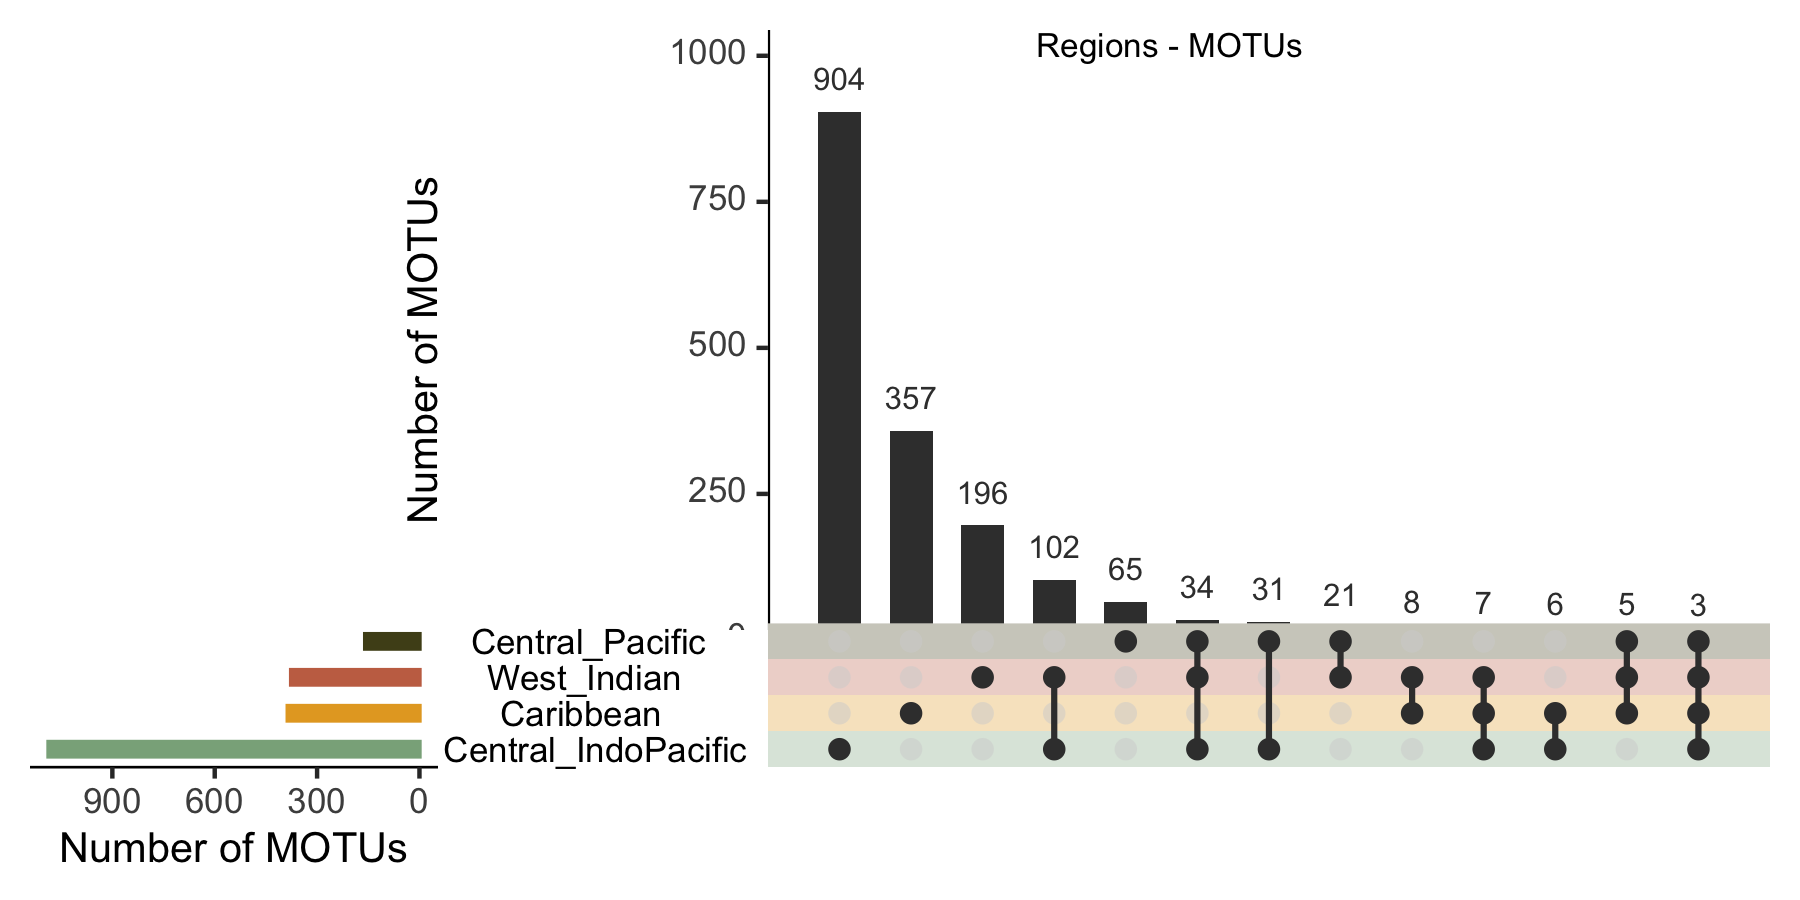 Regions - MOTUs
Number of MOTUs
1000
750
500
250
0
904
357
196
102
65
34
31
21
8
7
6
5
3
Central_Pacific
West_Indian
Caribbean
Central_IndoPacific
900 600 300 0
Number of MOTUs